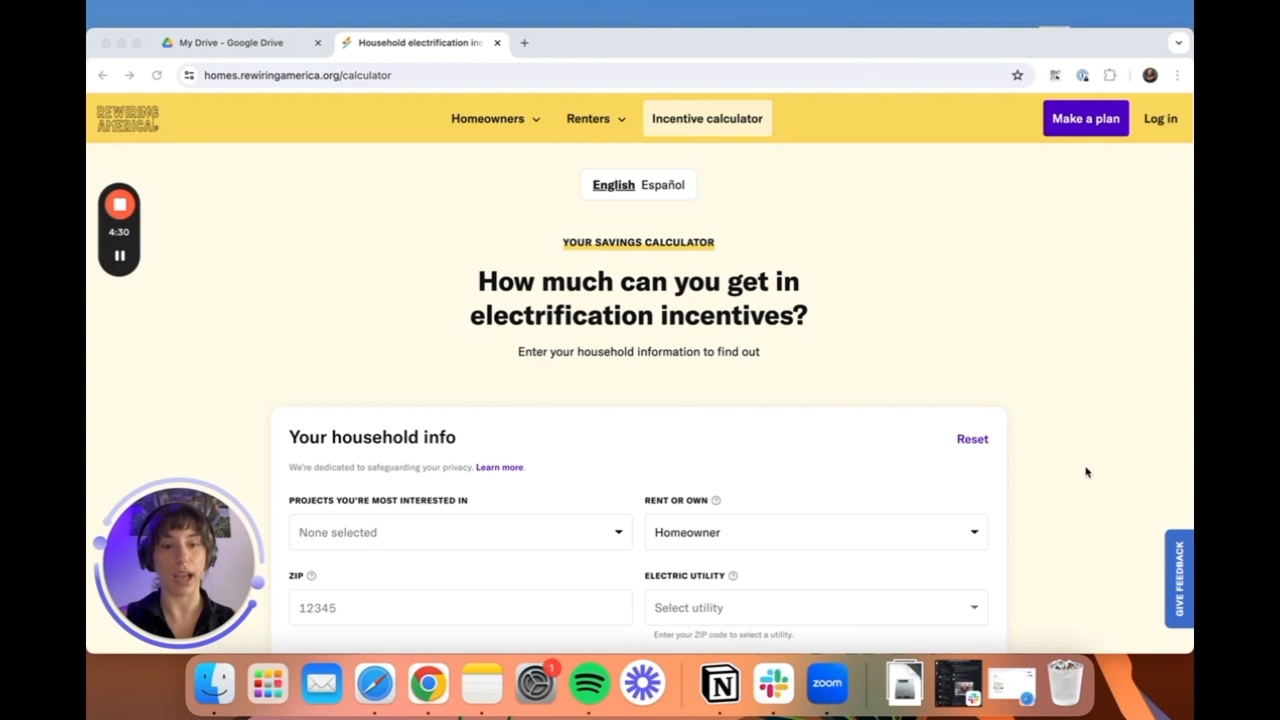 My Drive - Google Drive
Household electrification inc
homes.rewiringamerica.org/calculator
REWIRING
AMERICA
Homeowners
Renters
Incentive calculator
Make a plan
Log in
English Español
4:30
YOUR SAVINGS CALCULATOR
How much can you get in
electrification incentives?
Enter your household information to find out
Your household info
Reset
We're dedicated to safeguarding your privacy. Learn more.
PROJECTS YOU'RE MOST INTERESTED IN
RENT OR OWN
None selected
Homeowner
ZIP
ELECTRIC UTILITY
12345
Select utility
Enter your ZIP code to select a utility.
GIVE FEEDBACK
1
zoom